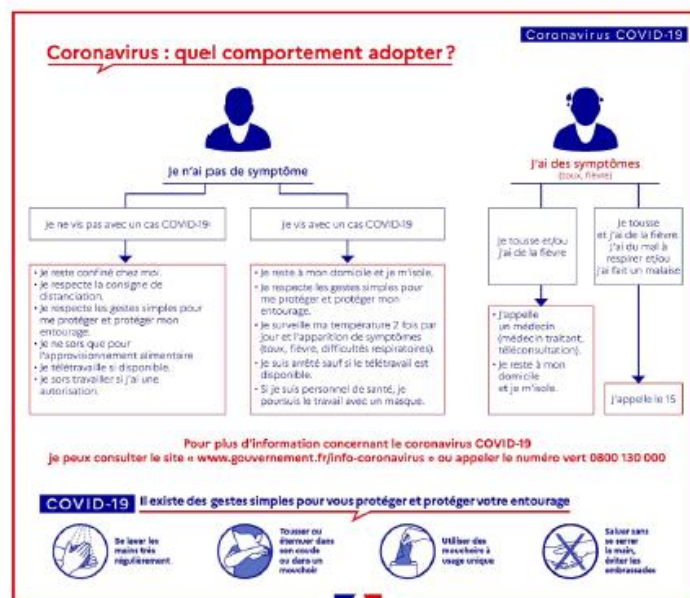 Coronavirus COVID-19
Coronavirus : quel comportement adopter ?
Je n'ai pas de symptôme
Je ne vis pas avec un cas COVID-19
• Je reste confiné chez moi.
• Je respecte la consigne de
distanciation.
• Je respecte les gestes simples pour
me protéger et protéger mon
entourage.
• Je ne sors que pour
l'approvisionnement alimentaire
• Je télétravaille si disponible.
• Je sors travailler si j'ai une
autorisation.
Je vis avec un cas COVID-19
• Je reste à mon domicile et je m'isole.
• Je respecte les gestes simples pour
me protéger et protéger mon
entourage.
• Je surveille ma température 2 fois par
jour et l'apparition de symptômes
(toux, fièvre, difficultés respiratoires).
• Je suis arrêté sauf si le télétravail est
disponible.
• Si je suis personnel de santé, je
poursuis le travail avec un masque.
J'ai des symptômes
(toux, fièvre)
Je tousse et/ou
j'ai de la fièvre
• J'appelle
un médecin
(médecin traitant,
téléconsultation).
• Je reste à mon
domicile
et je m'isole.
Je tousse
et j'ai de la fièvre.
J'ai du mal à
respirer et/ou
j'ai fait un malaise
J'appelle le 15
Pour plus d'information concernant le coronavirus COVID-19
je peux consulter le site « www.gouvernement.fr/info-coronavirus » ou appeler le numéro vert 0800 130 000
COVID-19 Il existe des gestes simples pour vous protéger et protéger votre entourage
Se laver les
mains très
régulièrement
Tousser ou
éternuer dans
son coude
ou dans un
mouchoir
Utiliser des
mouchoirs à
usage unique
Saluer sans
se serrer
la main,
éviter les
embrassades